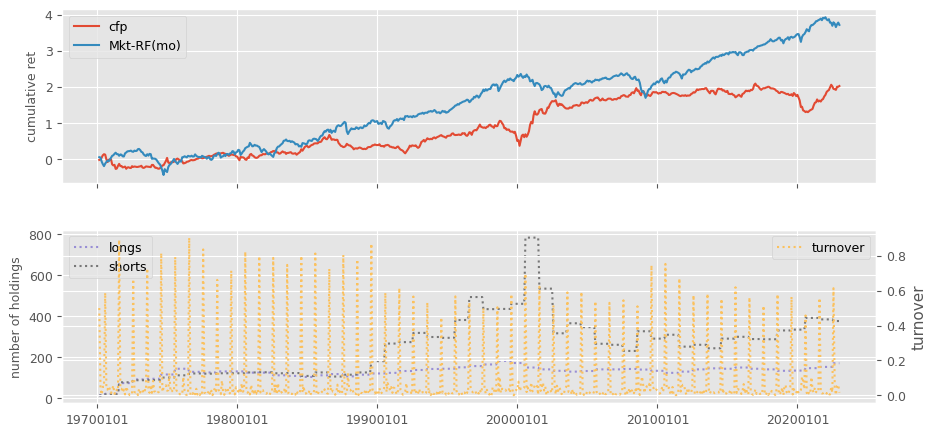 cfp
Mkt-RF(mo)
cumulative ret
4
3
2
1
0
longs
shorts
turnover
number of holdings
800
600
400
200
0
turnover
0.8
0.6
0.4
0.2
0.0
19700101
19800101
19900101
20000101
20100101
20200101